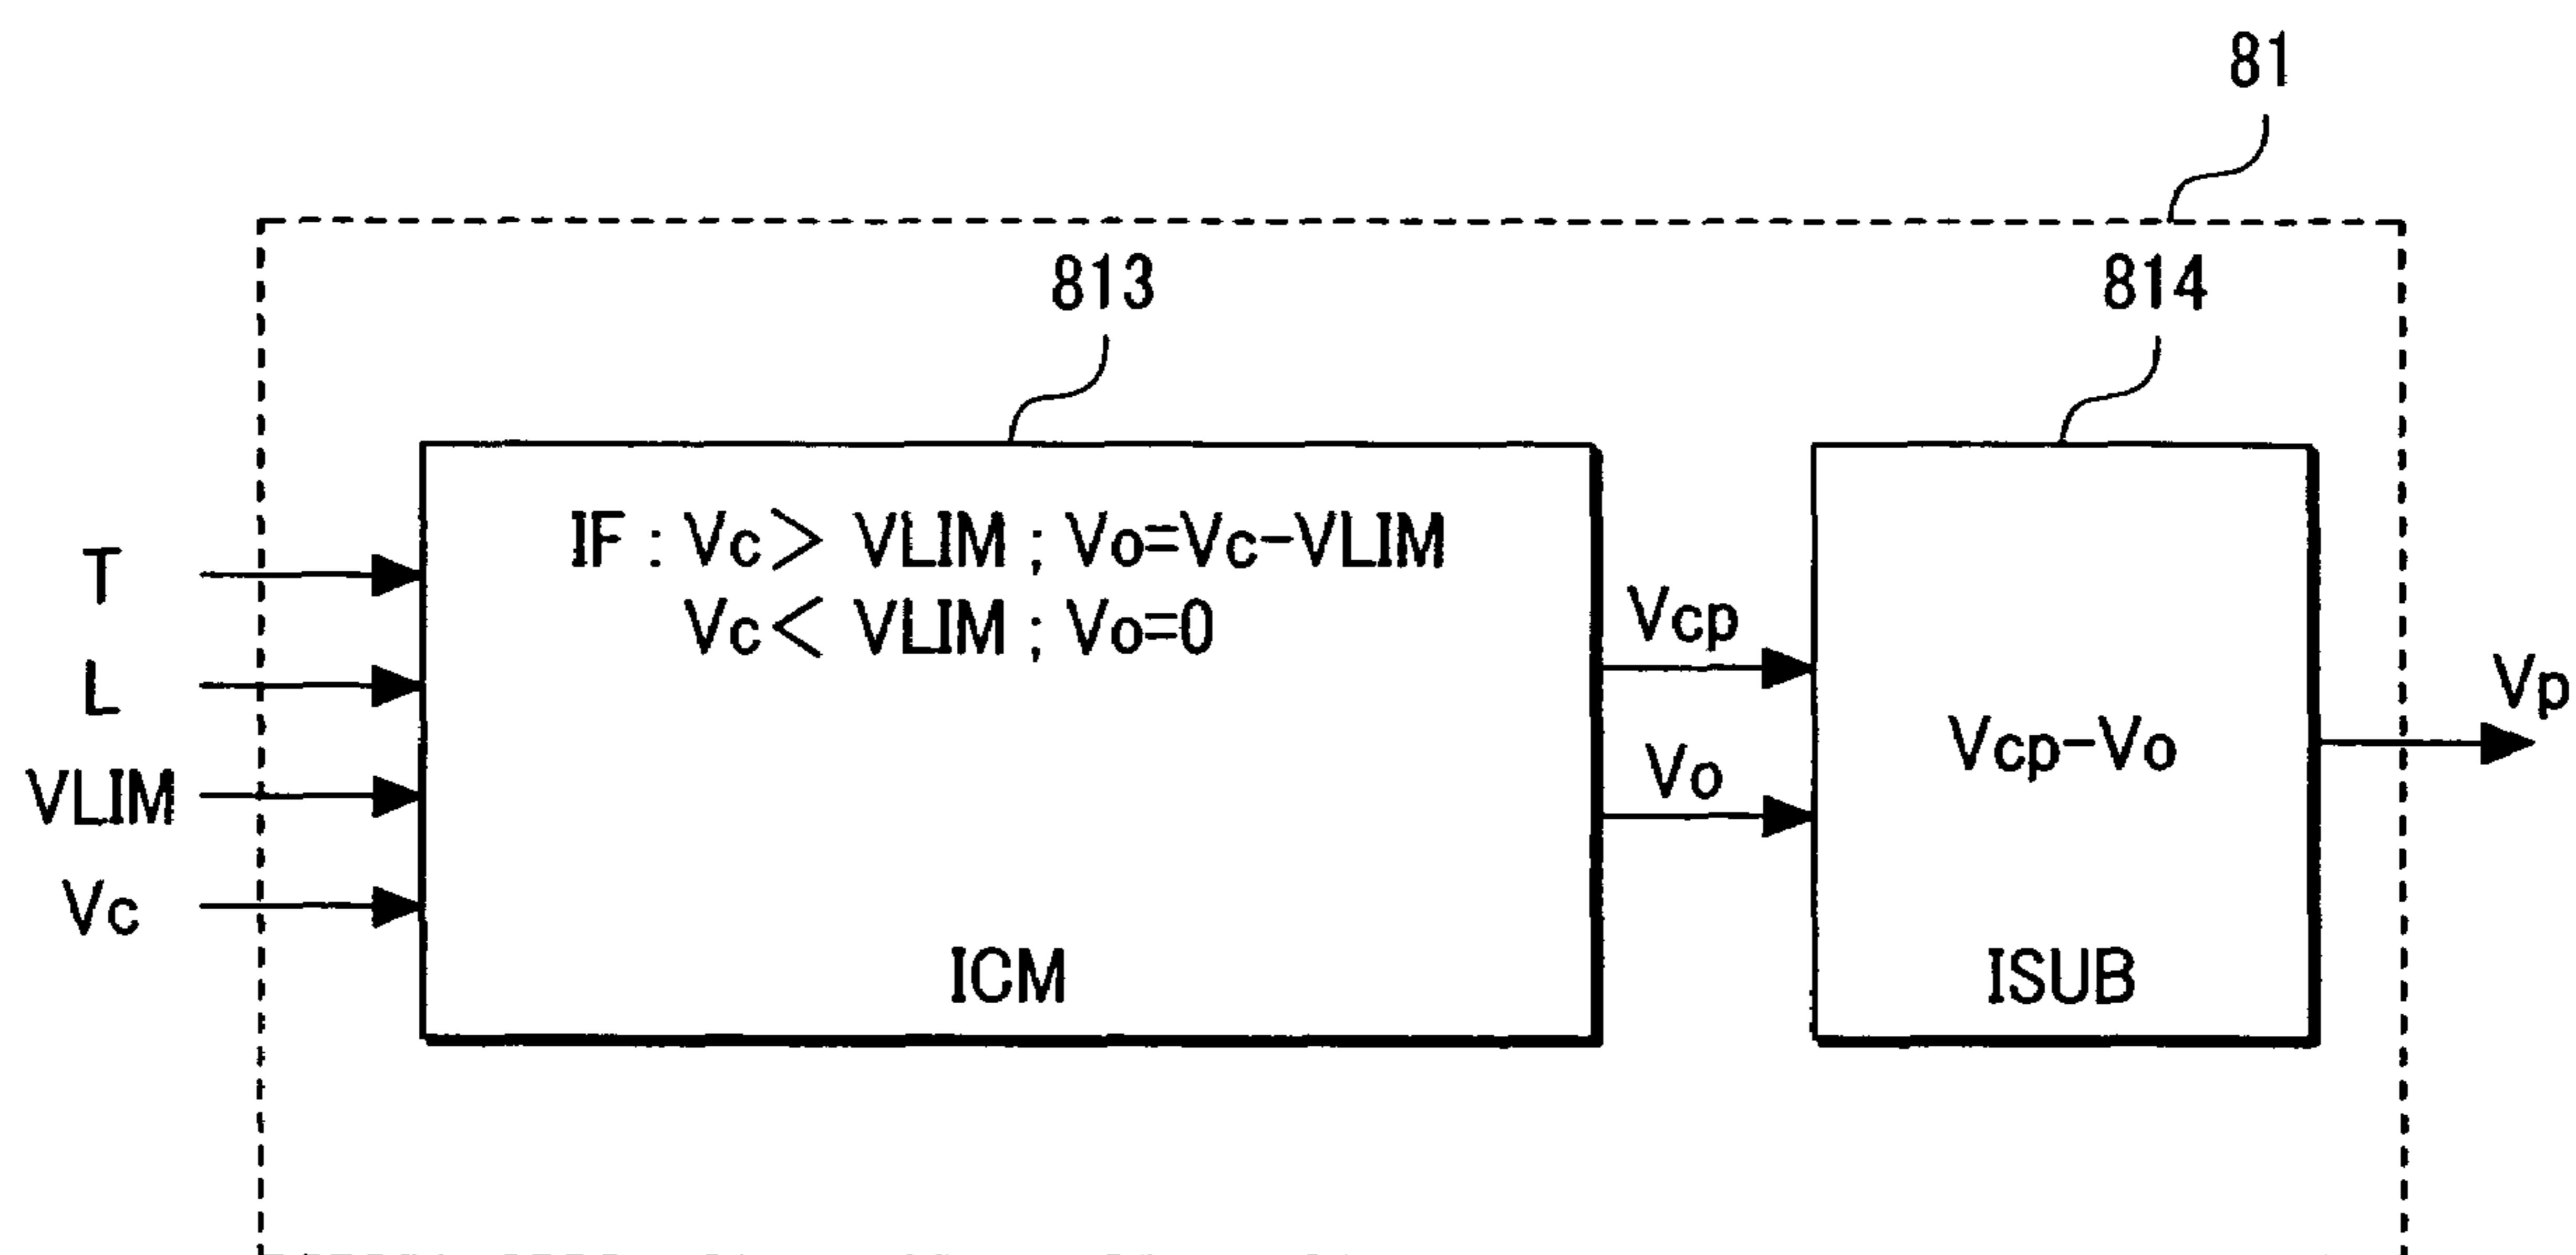 81
813
814
IF : Vc > VLIM ; Vo=Vc-VLIM
Vc < VLIM ; Vo=0
T
L
VLIM
Vc
Vcp
Vo
Vcp-Vo
Vp
ICM
ISUB